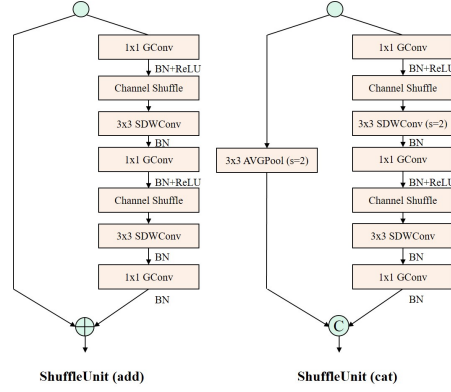 1x1 GConv
BN+ReLU
Channel Shuffle
3x3 SDWConv
BN
1x1 GConv
BN+ReLU
Channel Shuffle
3x3 SDWConv
BN
1x1 GConv
BN
ShuffleUnit (add)
1x1 GConv
BN+ReLU
Channel Shuffle
3x3 SDWConv (s=2)
BN
3x3 AVGPool (s=2)
1x1 GConv
BN+ReLU
Channel Shuffle
3x3 SDWConv
BN
1x1 GConv
BN
C
ShuffleUnit (cat)